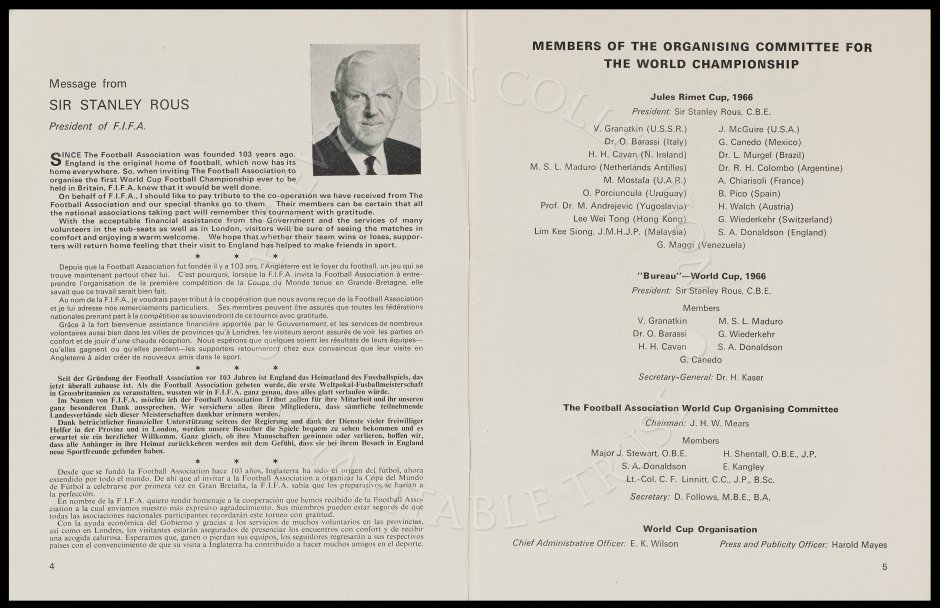 Message from
SIR STANLEY ROUS
President of F.I.F.A.
SINCE The Football Association was founded 103 years ago,
England is the original home of football, which now has its
home everywhere. So, when inviting The Football Association to
organise the first World Cup Football Championship ever to be
held in Britain, F.I.F.A. knew that it would be well done.
On behalf of F.I.F.A., I should like to pay tribute to the co-operation we have received from The
Football Association and our special thanks go to them. Their members can be certain that all
the national associations taking part will remember this tournament with gratitude.
With the acceptable financial assistance from the Government and the services of many
volunteers in the sub-seats as well as in London, visitors will be sure of seeing the matches in
comfort and enjoying a warm welcome. We hope that whether their team wins or loses, suppor-
ters will return home feeling that their visit to England has helped to make friends in sport.
* * *
Depuis que la Football Association fut fondée il y a 103 ans, l'Angleterre est le foyer du football, un jeu qui se
trouve maintenant partout chez lui. C'est pourquoi, lorsque la F.I.F.A. invita la Football Association à entre-
prendre l'organisation de la première compétition de la Coupe du Monde tenue en Grande-Bretagne, elle
savait que ce travail serait bien fait.
Au nom de la F.I.F.A., je voudrais payer tribut à la coopération que nous avons reçue de la Football Association
et je lui adresse nos remerciements particuliers. Ses membres peuvent être assurés que toutes les fédérations
nationales prenant part à la compétition se souviendront de ce tournoi avec gratitude.
Grâce à la fort bienvenue assistance financière apportée par le Gouvernement, et les services de nombreux
volontaires aussi bien dans les villes de provinces qu'à Londres, les visiteurs seront assurés de voir les parties en
confort et de jouir d'une chaude réception. Nous espérons que quelques soient les résultats de leurs équipes—
qu'elles gagnent ou qu'elles perdent—les supporters retourneront chez eux convaincus que leur visite en
Angleterre à aider créer de nouveaux amis dans le sport.
* * *
Seit der Gründung der Football Association vor 103 Jahren ist England das Heimatland des Fussballspiels, das
jetzt überall zuhause ist. Als die Football Association gebeten wurde, die erste Weltpokal-Fusballmeisterschaft
in Grossbritannien zu veranstalten, wussten wir in F.I.F.A. ganz genau, dass alles glatt verlaufen würde.
Im Namen von F.I.F.A. möchte ich der Football Association Tribut zollen für ihre Mitarbeit und ihr unseren
ganz besonderen Dank aussprechen. Wir versichern allen ihren Mitgliedern, dass sämtliche teilnehmende
Landesverbände sich dieser Meisterschaften dankbar erinnern werden.
Dank beträchtlicher finanzieller Unterstützung seitens der Regierung und dank der Dienste vieler freiwilliger
Helfer in der Provinz und in London, werden unsere Besucher die Spiele bequem zu sehen bekommen und es
erwartet sie ein herzlicher Willkomm. Ganz gleich, ob ihre Mannschaften gewinnen oder verlieren, hoffen wir,
dass alle Anhänger in ihre Heimat zurückkehren werden mit dem Gefühl, dass sie bei ihrem Besuch in England
neue Sportfreunde gefunden haben.
* * *
Desde que se fundó la Football Association hace 103 años, Inglaterra ha sido el origen del fútbol, ahora
extendido por todo el mundo. De ahí que al invitar a la Football Association a organizar la Copa del Mundo
de Fútbol a celebrarse por primera vez en Gran Bretaña, la F.I.F.A. sabía que los preparativos se harían a
la perfección.
En nombre de la F.I.F.A. quiero rendir homenaje a la cooperación que hemos recibido de la Football Asso-
ciation a la cual enviamos nuestro más expresivo agradecimiento. Sus miembros pueden estar seguros de que
todas las asociaciones nacionales participantes recordarán este torneo con gratitud.
Con la ayuda económica del Gobierno y gracias a los servicios de muchos voluntarios en las provincias,
así como en Londres, los visitantes estarán asegurados de presenciar los encuentros con confort y de recibir
una acogida calurosa. Esperamos que, ganen o pierdan sus equipos, los seguidores regresarán a sus respectivos
países con el convencimiento de que su visita a Inglaterra ha contribuido a hacer muchos amigos en el deporte.
4
MEMBERS OF THE ORGANISING COMMITTEE FOR
THE WORLD CHAMPIONSHIP
Jules Rimet Cup, 1966
President: Sir Stanley Rous, C.B.E.
V. Granatkin (U.S.S.R.) J. McGuire (U.S.A.)
Dr. O. Barassi (Italy) G. Canedo (Mexico)
H. H. Cavan (N. Ireland) Dr. L. Murgel (Brazil)
M. S. L. Maduro (Netherlands Antilles) Dr. R. H. Colombo (Argentine)
M. Mostafa (U.A.R.) A. Chiarisoli (France)
O. Porciuncula (Uruguay) B. Pico (Spain)
Prof. Dr. M. Andrejevic (Yugoslavia) H. Walch (Austria)
Lee Wei Tong (Hong Kong) G. Wiederkehr (Switzerland)
Lim Kee Siong, J.M.H.J.P. (Malaysia) S. A. Donaldson (England)
G. Maggi (Venezuela)
"Bureau"—World Cup, 1966
President: Sir Stanley Rous, C.B.E.
Members
V. Granatkin M. S. L. Maduro
Dr. O. Barassi G. Wiederkehr
H. H. Cavan S. A. Donaldson
G. Canedo
Secretary-General: Dr. H. Kaser
The Football Association World Cup Organising Committee
Chairman: J. H. W. Mears
Members
Major J. Stewart, O.B.E. H. Shentall, O.B.E., J.P.
S. A. Donaldson E. Kangley
Lt.-Col. C. F. Linnitt, C.C., J.P., B.Sc.
Secretary: D. Follows, M.B.E., B.A.
World Cup Organisation
Chief Administrative Officer: E. K. Wilson Press and Publicity Officer: Harold Mayes
5